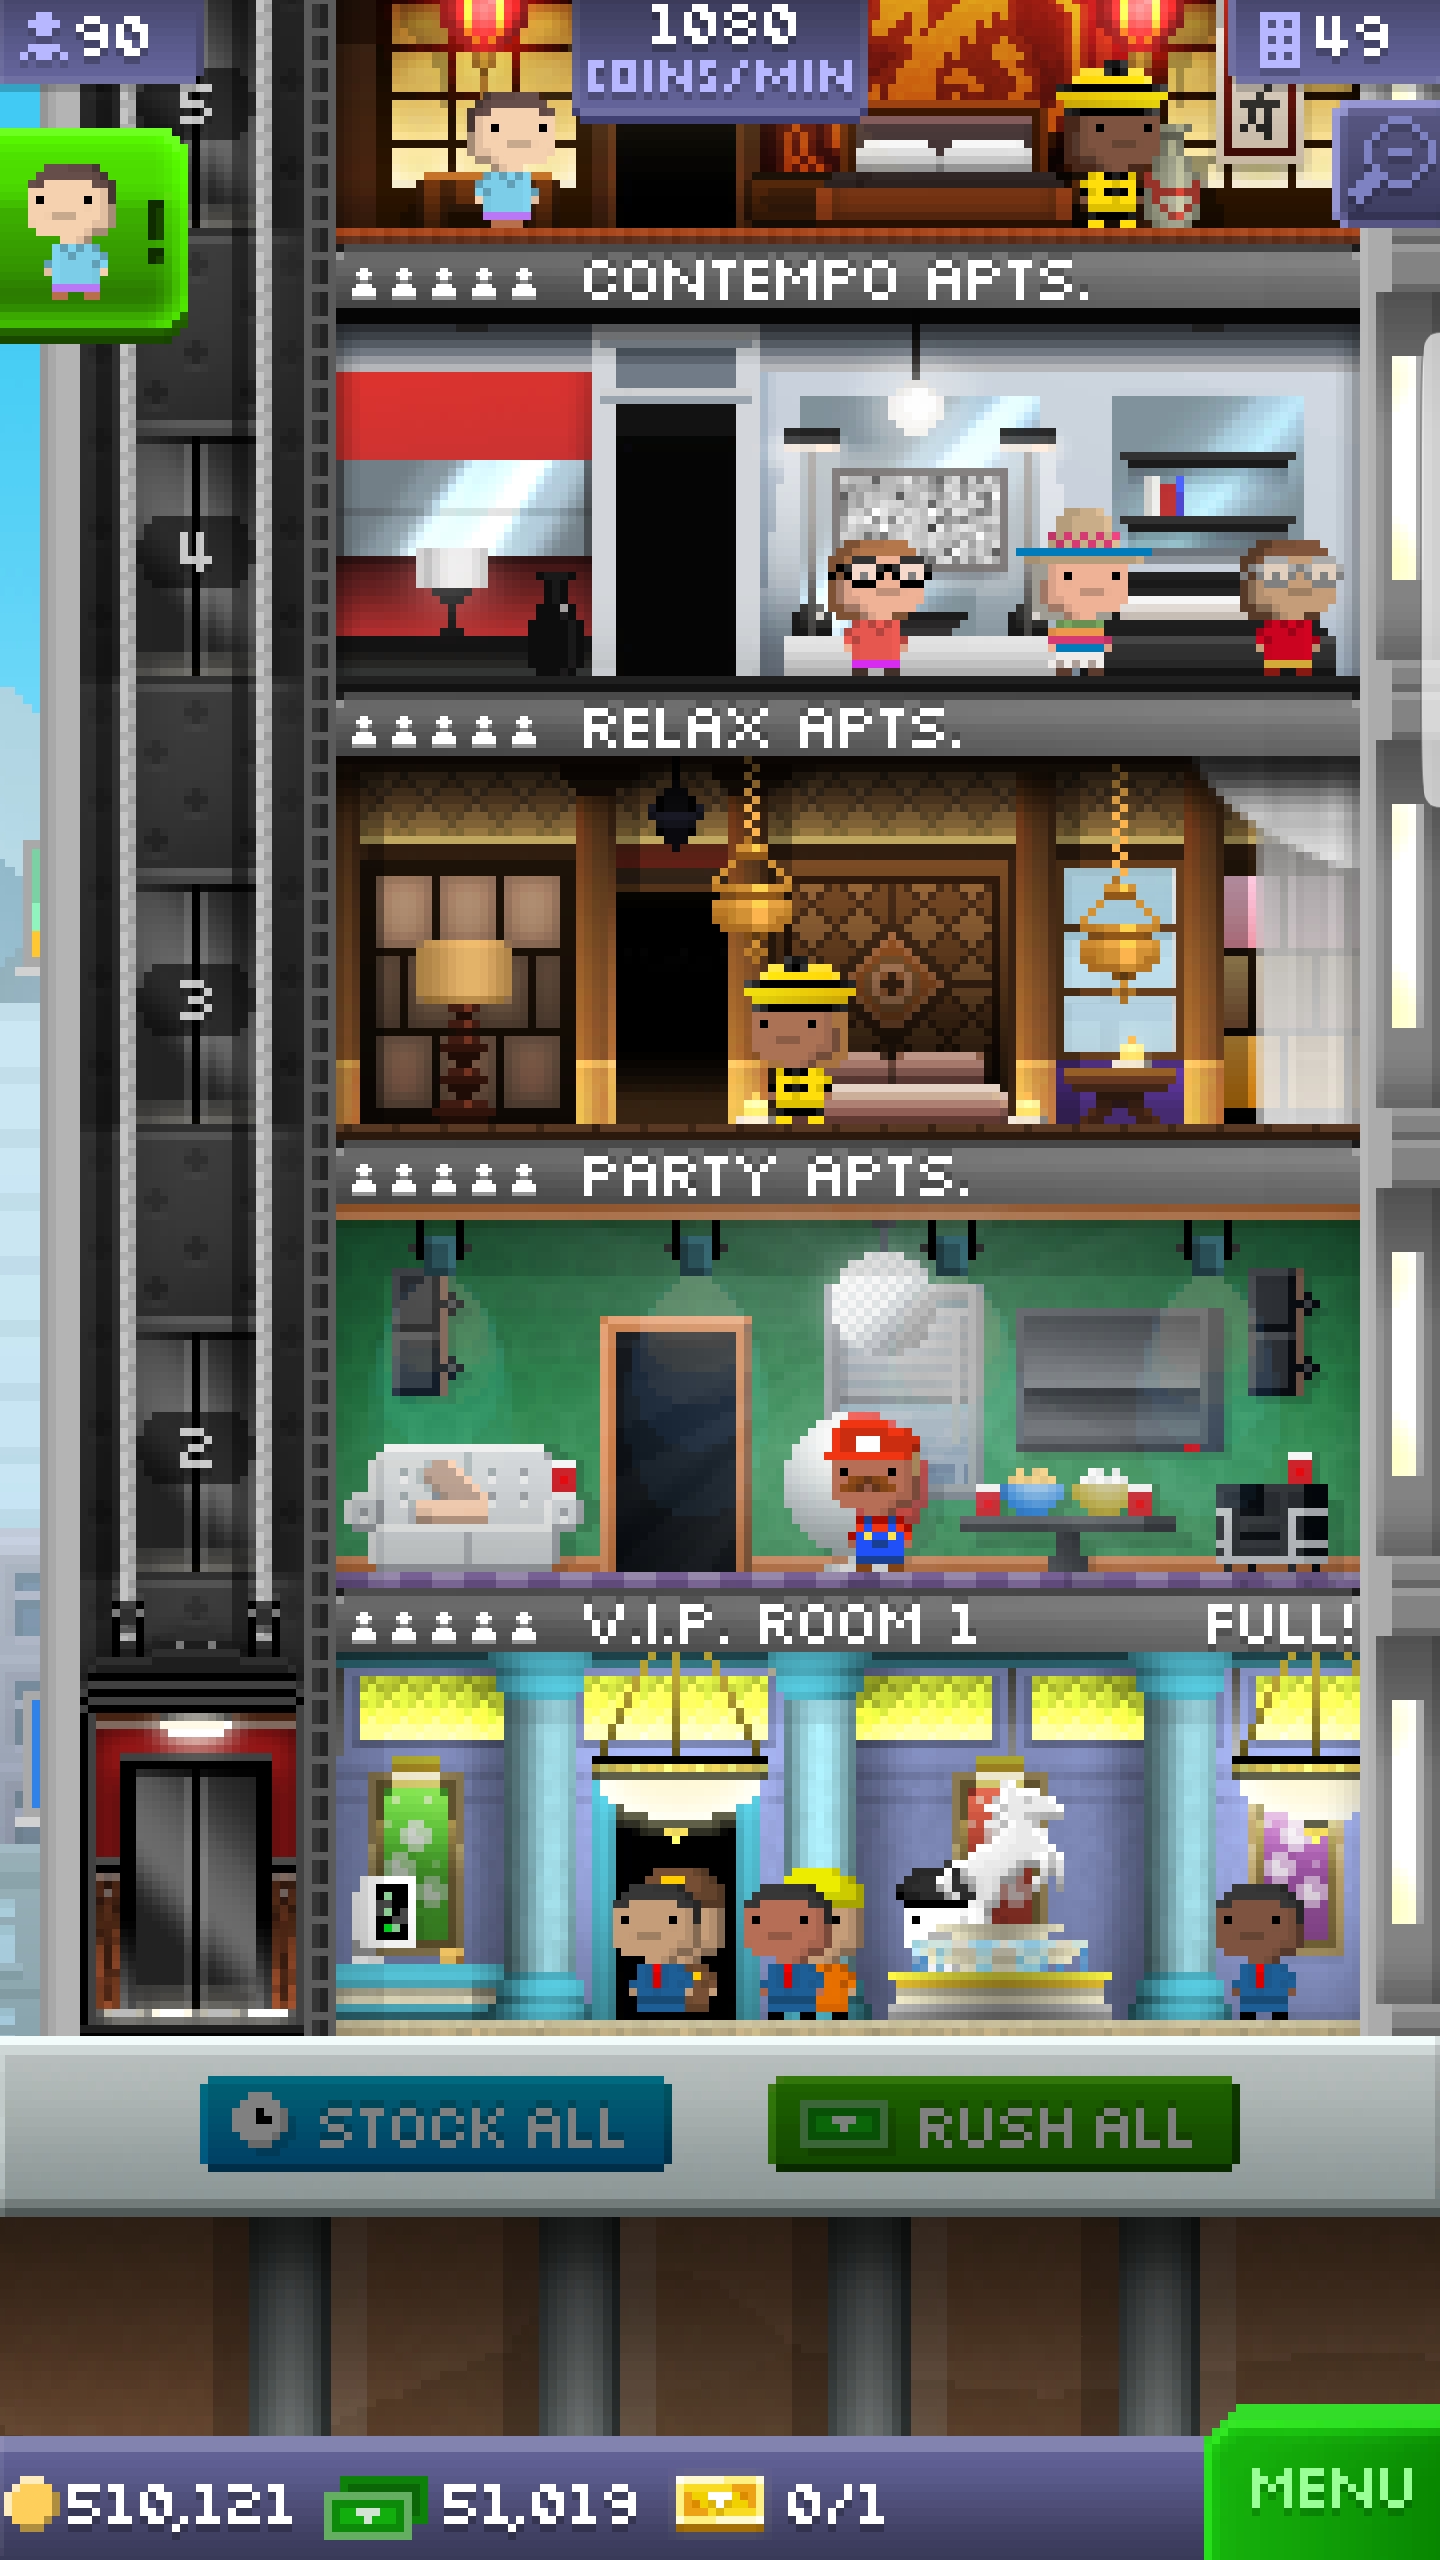 90
1080
COINS/MIN
49
5
!
CONTEMPO APTS.
4
RELAX APTS.
3
PARTY APTS.
2
V.I.P. ROOM 1 FULL!
STOCK ALL
RUSH ALL
510,121
51,019
0/1
MENU